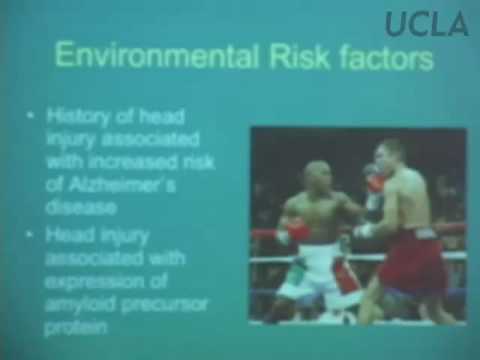 UCLA
Environmental Risk factors
• History of head
injury associated
with increased risk
of Alzheimer's
disease
• Head injury
associated with
expression of
amyloid precursor
protein